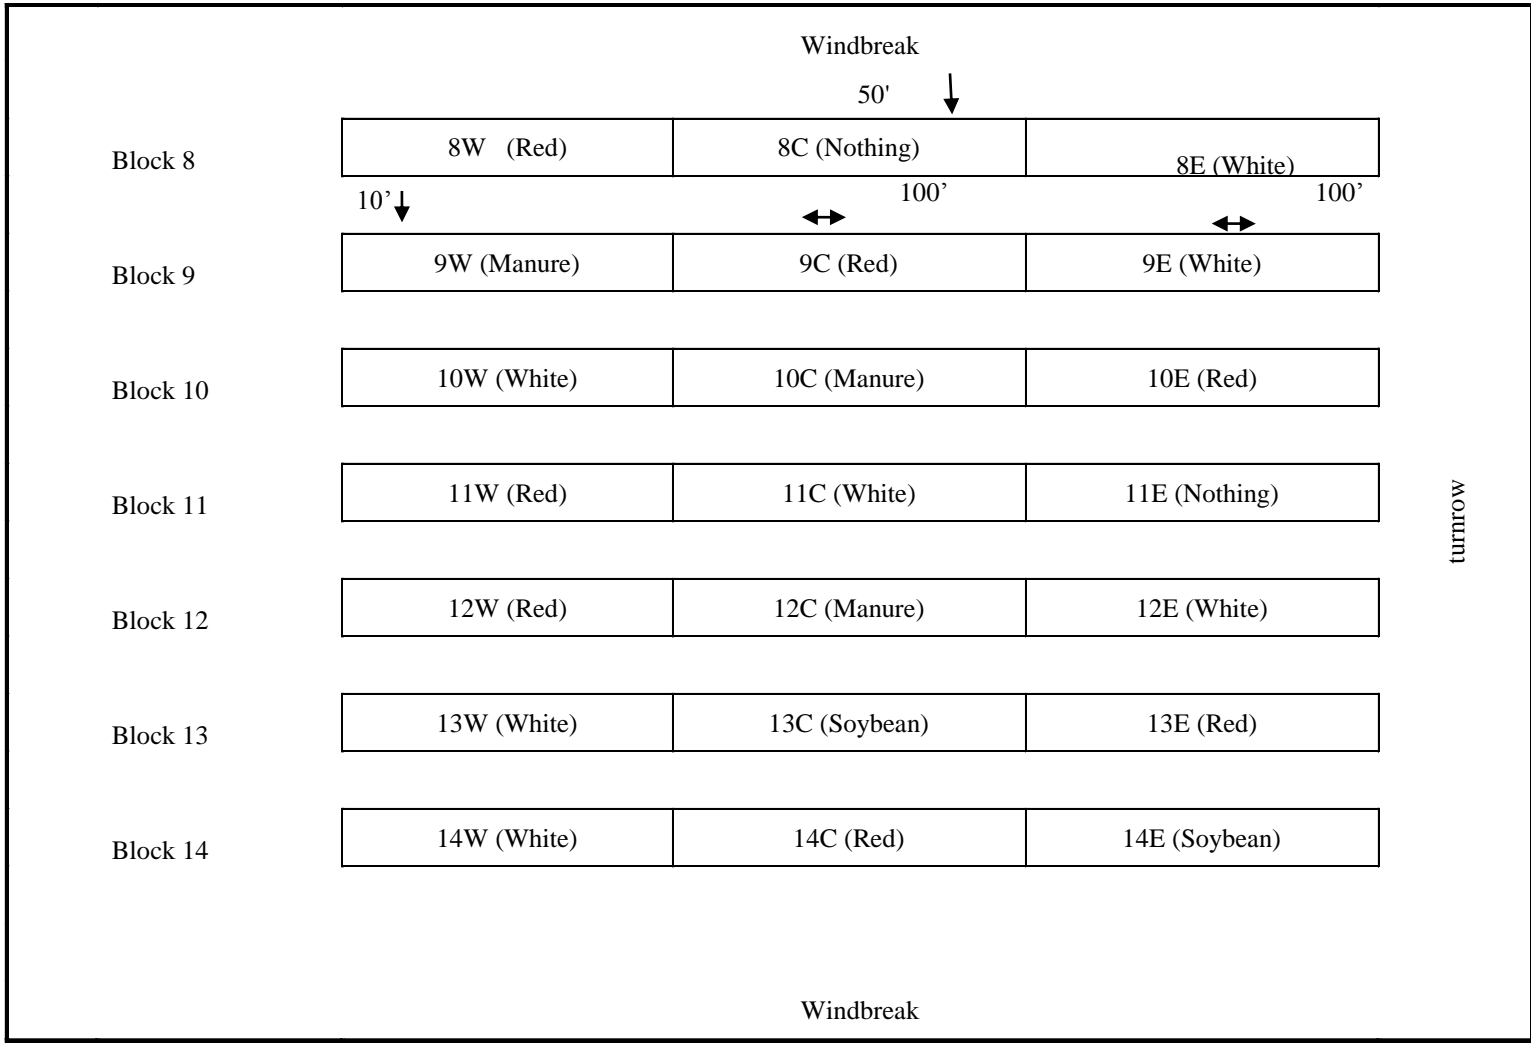 Windbreak
50'
Block 8
8W (Red)
8C (Nothing)
8E (White)
10’
100’
100’
Block 9
9W (Manure)
9C (Red)
9E (White)
Block 10
10W (White)
10C (Manure)
10E (Red)
Block 11
11W (Red)
11C (White)
11E (Nothing)
turnrow
Block 12
12W (Red)
12C (Manure)
12E (White)
Block 13
13W (White)
13C (Soybean)
13E (Red)
Block 14
14W (White)
14C (Red)
14E (Soybean)
Windbreak